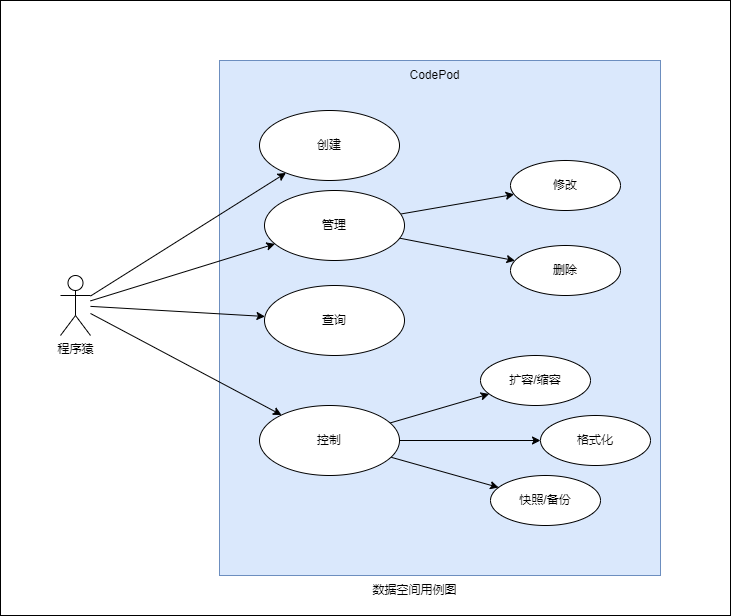 CodePod
创建
修改
管理
删除
查询
程序猿
扩容/缩容
控制
格式化
快照/备份
数据空间用例图